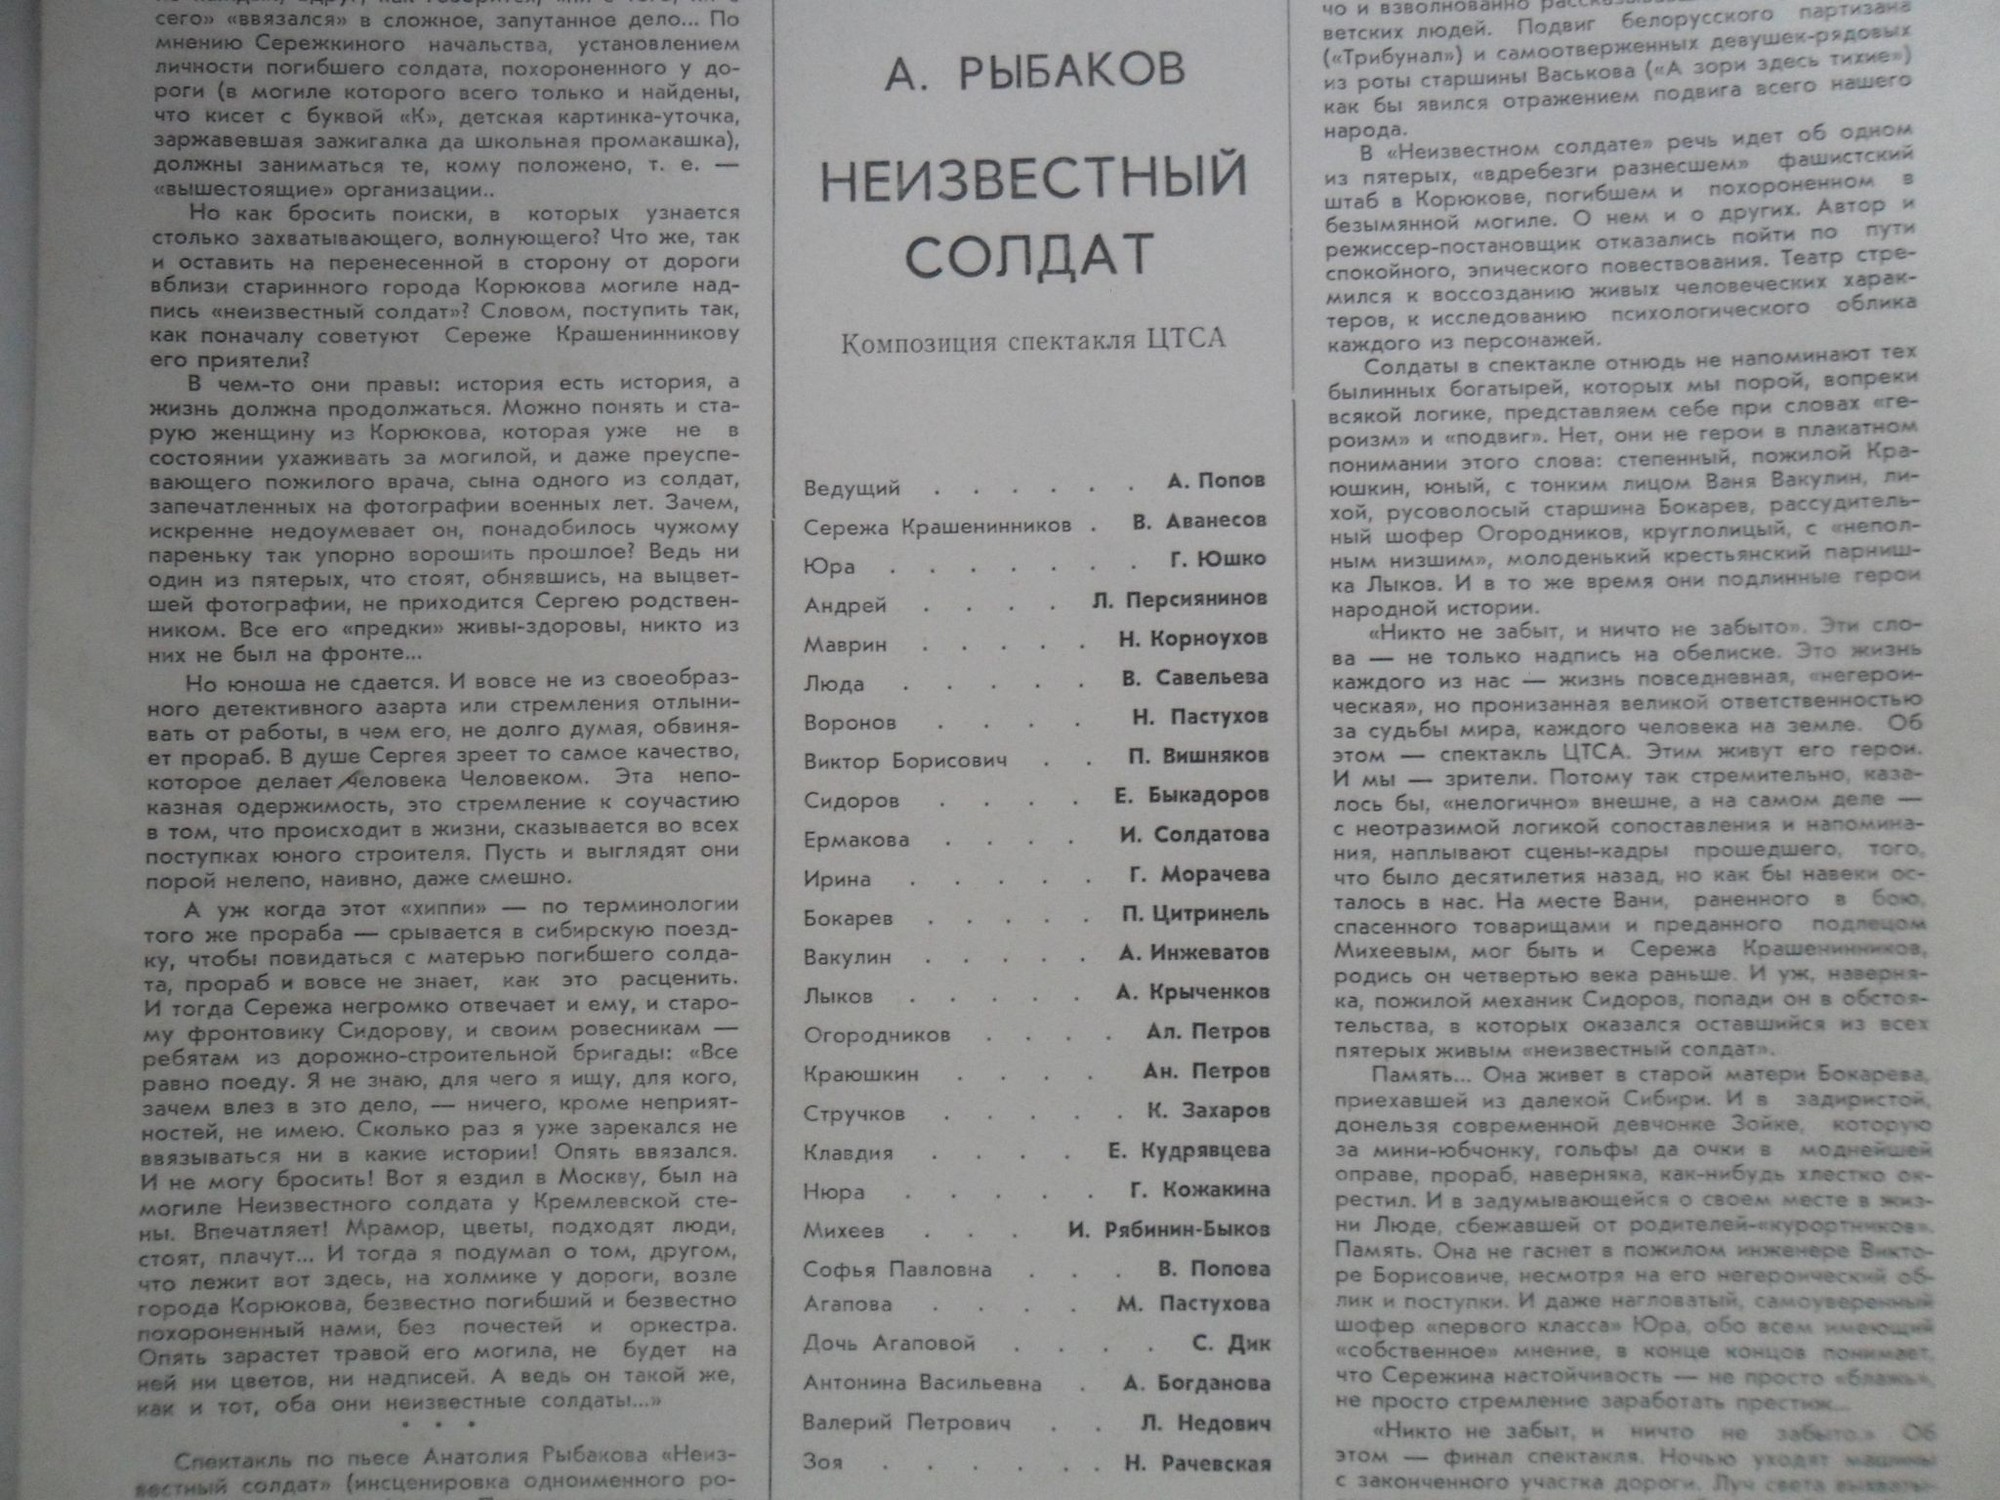 сего» «ввязался» в сложное, запутанное дело... По
мнению Сережкиного начальства, установлением
личности погибшего солдата, похороненного у до-
роги (в могиле которого всего только и найдены,
что кисет с буквой «К», детская картинка-уточка,
заржавевшая зажигалка да школьная промокашка),
должны заниматься те, кому положено, т. е. —
«вышестоящие» организации..
Но как бросить поиски, в которых узнается
столько захватывающего, волнующего? Что же, так
и оставить на перенесенной в сторону от дороги
вблизи старинного города Корюкова могиле над-
пись «неизвестный солдат»? Словом, поступить так,
как поначалу советуют Сереже Крашенинникову
его приятели?
В чем-то они правы: история есть история, а
жизнь должна продолжаться. Можно понять и ста-
рую женщину из Корюкова, которая уже не в
состоянии ухаживать за могилой, и даже преуспе-
вающего пожилого врача, сына одного из солдат,
запечатленных на фотографии военных лет. Зачем,
искренне недоумевает он, понадобилось чужому
пареньку так упорно ворошить прошлое? Ведь ни
один из пятерых, что стоят, обнявшись, на выцвет-
шей фотографии, не приходится Сергею родствен-
ником. Все его «предки» живы-здоровы, никто из
них не был на фронте...
Но юноша не сдается. И вовсе не из своеобраз-
ного детективного азарта или стремления отлыни-
вать от работы, в чем его, не долго думая, обвиня-
ет прораб. В душе Сергея зреет то самое качество,
которое делает человека Человеком. Эта непо-
казная одержимость, это стремление к соучастию
в том, что происходит в жизни, сказывается во всех
поступках юного строителя. Пусть и выглядят они
порой нелепо, наивно, даже смешно.
А уж когда этот «хиппи» — по терминологии
того же прораба — срывается в сибирскую поезд-
ку, чтобы повидаться с матерью погибшего солда-
та, прораб и вовсе не знает, как это расценить.
И тогда Сережа негромко отвечает и ему, и старо-
му фронтовику Сидорову, и своим розесникам —
ребятам из дорожно-строительной бригады: «Все
равно поеду. Я не знаю, для чего я ищу, для кого,
зачем влез в это дело, — ничего, кроме неприят-
ностей, не имею. Сколько раз я уже зарекался не
ввязываться ни в какие истории! Опять ввязался.
И не могу бросить! Вот я ездил в Москву, был на
могиле Неизвестного солдата у Кремлевской сте-
ны. Впечатляет! Мрамор, цветы, подходят люди,
стоят, плачут... И тогда я подумал о том, другом,
что лежит вот здесь, на холмике у дороги, возле
города Корюкова, безвестно погибший и безвестно
похороненный нами, без почестей и оркестра.
Опять зарастет травой его могила, не будет на
ней ни цветов, ни надписей. А ведь он такой же,
как и тот, оба они неизвестные солдаты...»
* * *
Спектакль по пьесе Анатолия Рыбакова «Неиз-
вестный солдат» (инсценировка одноименного ро-
А. РЫБАКОВ
НЕИЗВЕСТНЫЙ
СОЛДАТ
Композиция спектакля ЦТСА
Ведущий . . . . . . А. Попов
Сережа Крашенинников . В. Аванесов
Юра . . . . . . . Г. Юшко
Андрей . . . . Л. Персиянинов
Маврин . . . . . Н. Корноухов
Люда . . . . . В. Савельева
Воронов . . . . Н. Пастухов
Виктор Борисович . . П. Вишняков
Сидоров . . . . Е. Быкадоров
Ермакова . . . . И. Солдатова
Ирина . . . . . Г. Морачева
Бокарев . . . . . П. Цитринель
Вакулин . . . . . А. Инжеватов
Лыков . . . . . А. Крыченков
Огородников . . . . Ал. Петров
Краюшкин . . . . Ан. Петров
Стручков . . . . . К. Захаров
Клавдия . . . . Е. Кудрявцева
Нюра . . . . . Г. Кожакина
Михеев . . . И. Рябинин-Быков
Софья Павловна . . . В. Попова
Агапова . . . . М. Пастухова
Дочь Агаповой . . . . С. Дик
Антонина Васильевна . А. Богданова
Валерий Петрович . . Л. Недович
Зоя . . . . . . Н. Рачевская
чо и взволнованно
ветских людей. Подвиг белорусского партизана
(«Трибунал») и самоотверженных девушек-рядовых
из роты старшины Васькова («А зори здесь тихие»)
как бы явился отражением подвига всего нашего
народа.
В «Неизвестном солдате» речь идет об одном
из пятерых, «вдребезги разнесшем» фашистский
штаб в Корюкове, погибшем и похороненном в
безымянной могиле. О нем и о других. Автор и
режиссер-постановщик отказались пойти по пути
спокойного, эпического повествования. Театр стре-
мился к воссозданию живых человеческих харак-
теров, к исследованию психологического облика
каждого из персонажей.
Солдаты в спектакле отнюдь не напоминают тех
былинных богатырей, которых мы порой, вопреки
всякой логике, представляем себе при словах «ге-
роизм» и «подвиг». Нет, они не герои в плакатном
понимании этого слова: степенный, пожилой Кра-
юшкин, юный, с тонким лицом Ваня Вакулин, ли-
хой, русоволосый старшина Бокарев, рассудитель-
ный шофер Огородников, круглолицый, с «непол-
ным низшим», молоденький крестьянский парниш-
ка Лыков. И в то же время они подлинные герои
народной истории.
«Никто не забыт, и ничто не забыто». Эти сло-
ва — не только надпись на обелиске. Это жизнь
каждого из нас — жизнь повседневная, «негерои-
ческая», но пронизанная великой ответственностью
за судьбы мира, каждого человека на земле. Об
этом — спектакль ЦТСА. Этим живут его герои.
И мы — зрители. Потому так стремительно, каза-
лось бы, «нелогично» внешне, а на самом деле —
с неотразимой логикой сопоставления и напомина-
ния, наплывают сцены-кадры прошедшего, того,
что было десятилетия назад, но как бы навеки ос-
талось в нас. На месте Вани, раненного в бою,
спасенного товарищами и преданного подлецом
Михеевым, мог быть и Сережа Крашенинников,
родись он четвертью века раньше. И уж, наверня-
ка, пожилой механик Сидоров, попади он в обстоя-
тельства, в которых оказался оставшийся из всех
пятерых живым «неизвестный солдат».
Память... Она живет в старой матери Бокарева,
приехавшей из далекой Сибири. И в задиристой,
донельзя современной девчонке Зойке, которую
за мини-юбчонку, гольфы да очки в моднейшей
оправе, прораб, наверняка, как-нибудь хлестко ок-
рестил. И в задумывающейся о своем месте в жиз-
ни Люде, сбежавшей от родителей-«курортников».
Память. Она не гаснет в пожилом инженере Викто-
ре Борисовиче, несмотря на его негероический об-
лик и поступки. И даже нагловатый, самоуверенный
шофер «первого класса» Юра, обо всем имеющий
«собственное» мнение, в конце концов понимает,
что Сережина настойчивость — не просто «блажь»,
не просто стремление заработать престиж...
«Никто не забыт, и ничто не забыто.» Об
этом — финал спектакля. Ночью уходят машины
с законченного участка дороги. Луч света